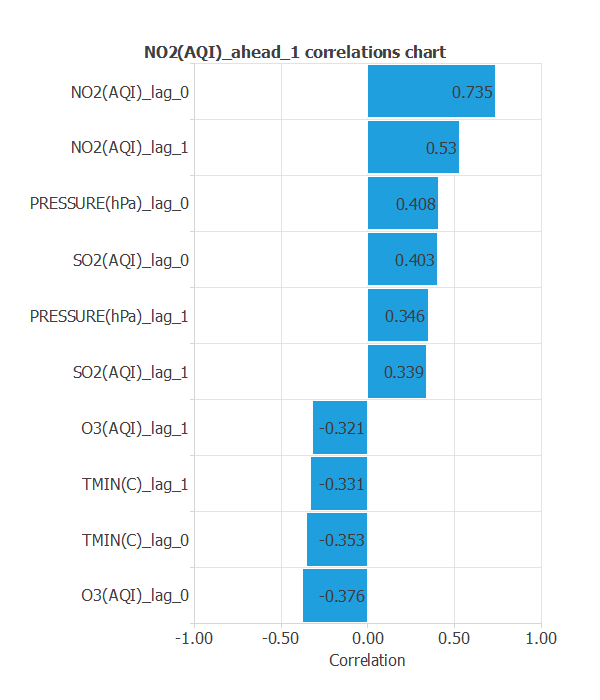 NO2(AQI)_ahead_1 correlations chart
NO2(AQI)_lag_0 0.735
NO2(AQI)_lag_1 0.53
PRESSURE(hPa)_lag_0 0.408
SO2(AQI)_lag_0 0.403
PRESSURE(hPa)_lag_1 0.346
SO2(AQI)_lag_1 0.339
O3(AQI)_lag_1 -0.321
TMIN(C)_lag_1 -0.331
TMIN(C)_lag_0 -0.353
O3(AQI)_lag_0 -0.376
-1.00 -0.50 0.00 0.50 1.00
Correlation